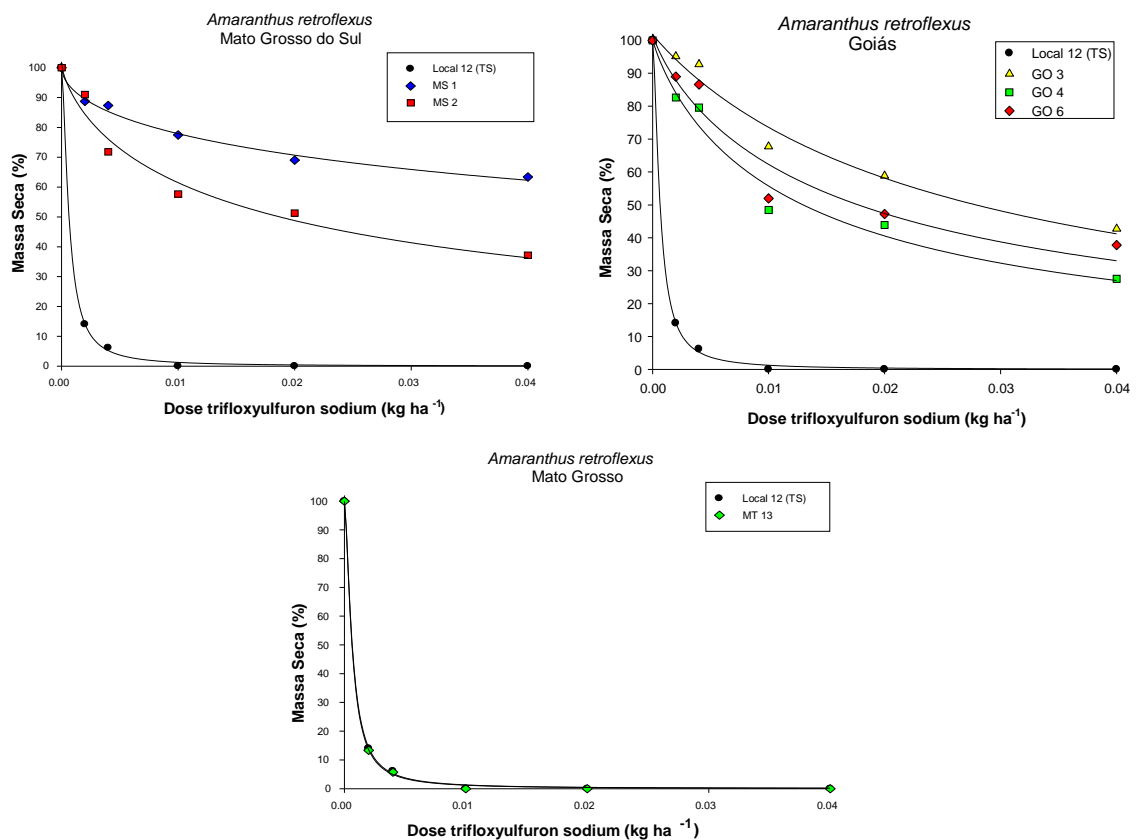 Amaranthus retroflexus
Mato Grosso do Sul
Local 12 (TS)
MS 1
MS 2
Massa Seca (%)
100
90
80
70
60
50
40
30
20
10
0
0.00
0.01
0.02
0.03
0.04
Dose trifloxyulfuron sodium (kg ha -1)
Amaranthus retroflexus
Goiás
Local 12 (TS)
GO 3
GO 4
GO 6
Massa Seca (%)
100
90
80
70
60
50
40
30
20
10
0
0.00
0.01
0.02
0.03
0.04
Dose trifloxyulfuron sodium (kg ha-1)
Amaranthus retroflexus
Mato Grosso
Local 12 (TS)
MT 13
Massa Seca (%)
100
90
80
70
60
50
40
30
20
10
0
0.00
0.01
0.02
0.03
0.04
Dose trifloxyulfuron sodium (kg ha -1)